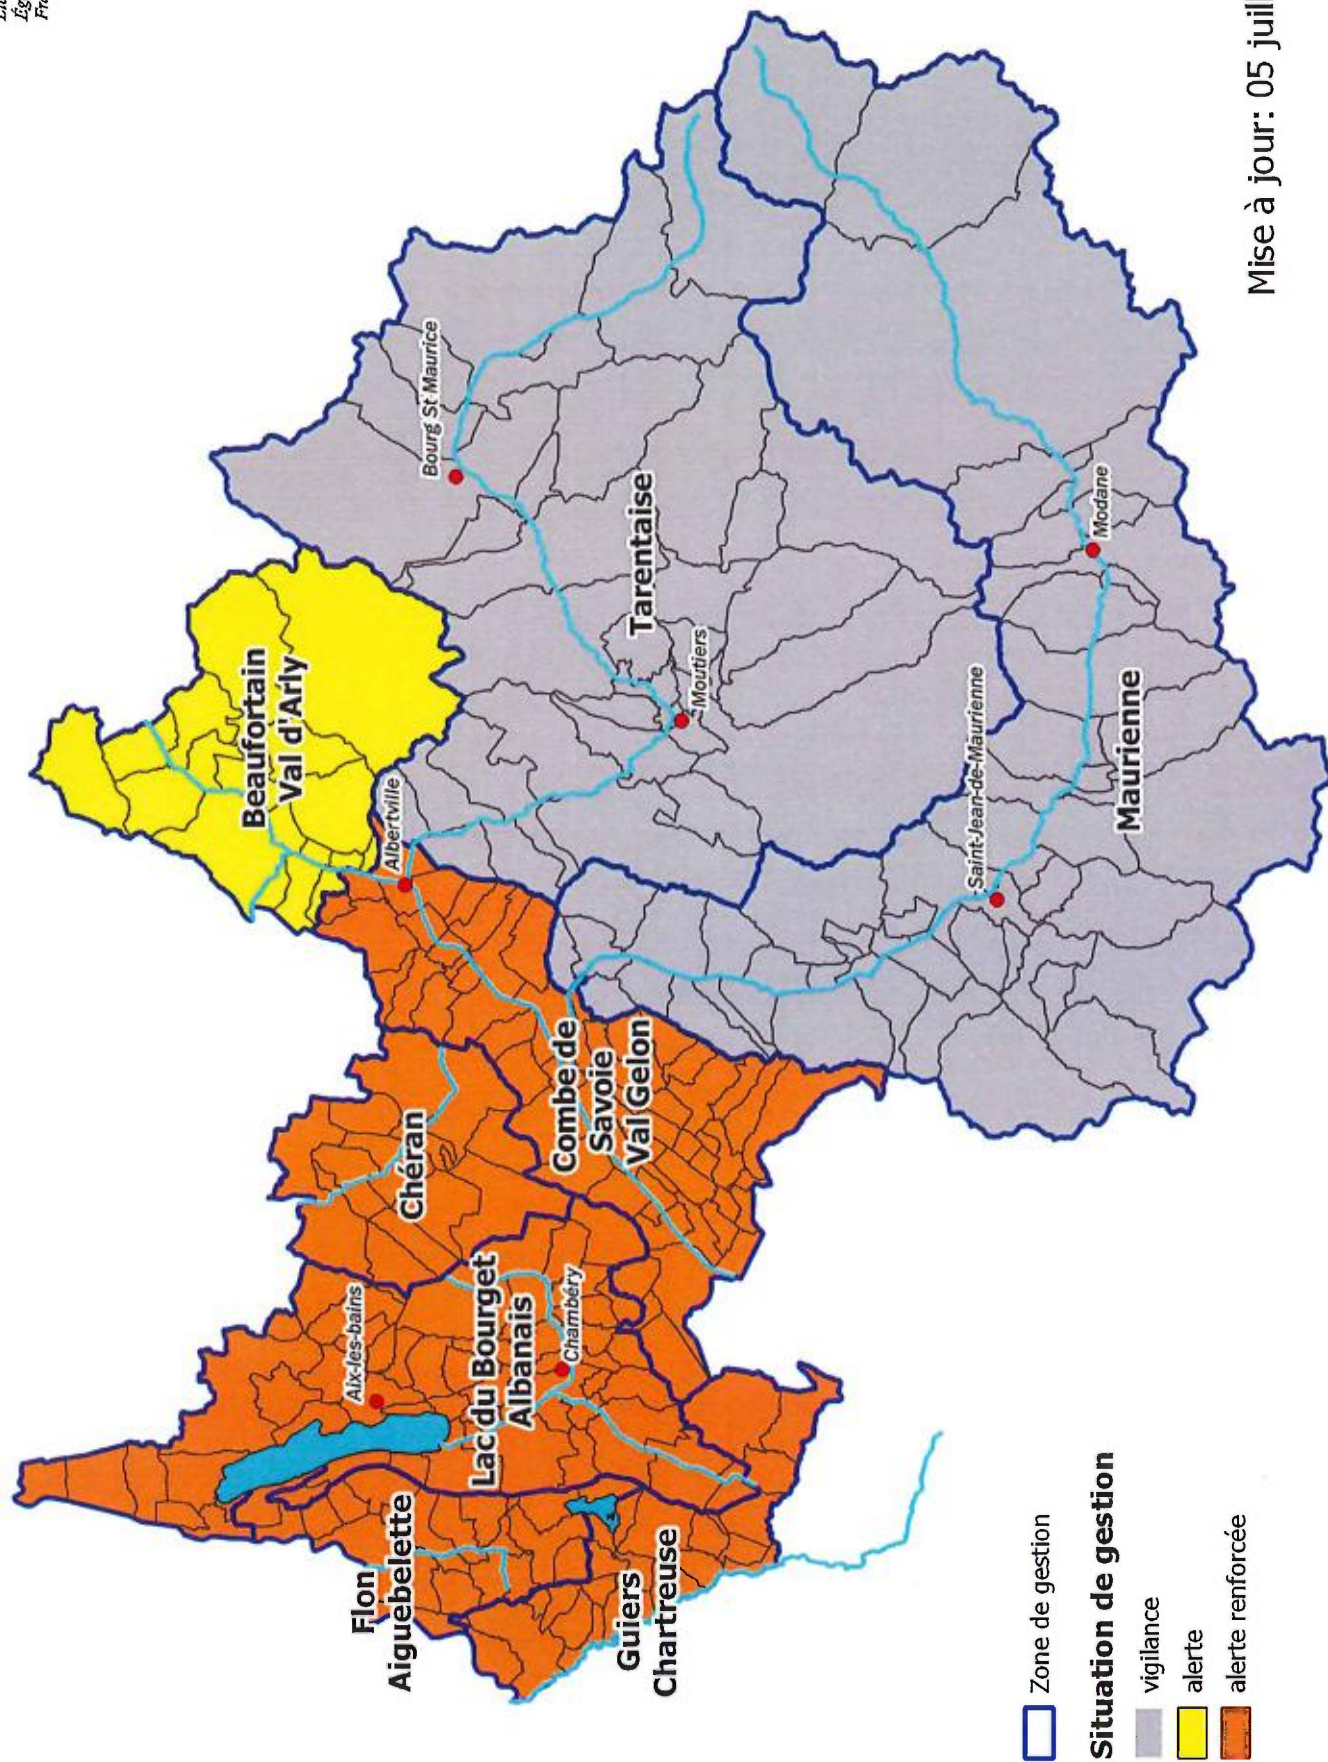 Beaufortain
Val d'Arly
Albertville
Bourg St Maurice
Tarentaise
Moutiers
Chéran
Combe de
Savoie
Val Gelon
Aix-les-bains
Lac du Bourget
Albanais
Chambéry
Flon
Aiguebelette
Guiers
Chartreuse
Saint-Jean-de-Maurienne
Maurienne
Modane
Zone de gestion
Situation de gestion
vigilance
alerte
alerte renforcée
Mise à jour: 05 juil